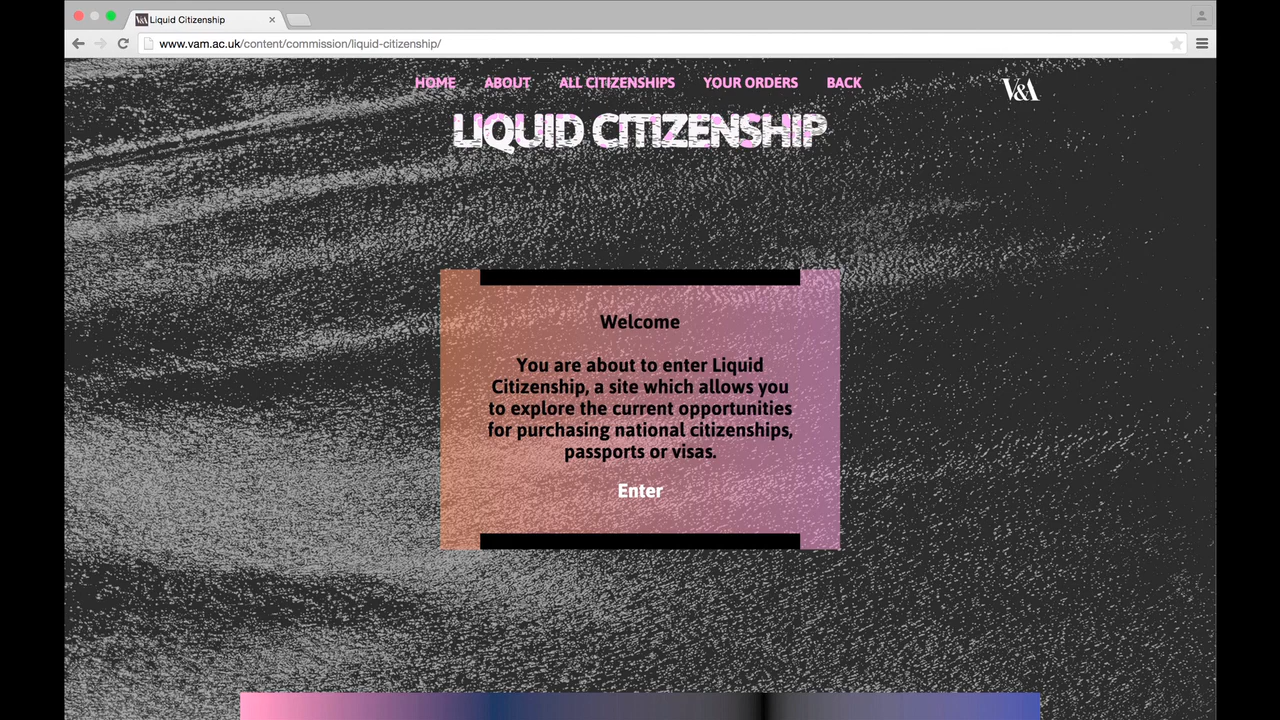 Liquid Citizenship
www.vam.ac.uk/content/commission/liquid-citizenship/
HOME ABOUT ALL CITIZENSHIPS YOUR ORDERS BACK
V&A
LIQUID CITIZENSHIP
Welcome
You are about to enter Liquid
Citizenship, a site which allows you
to explore the current opportunities
for purchasing national citizenships,
passports or visas.
Enter